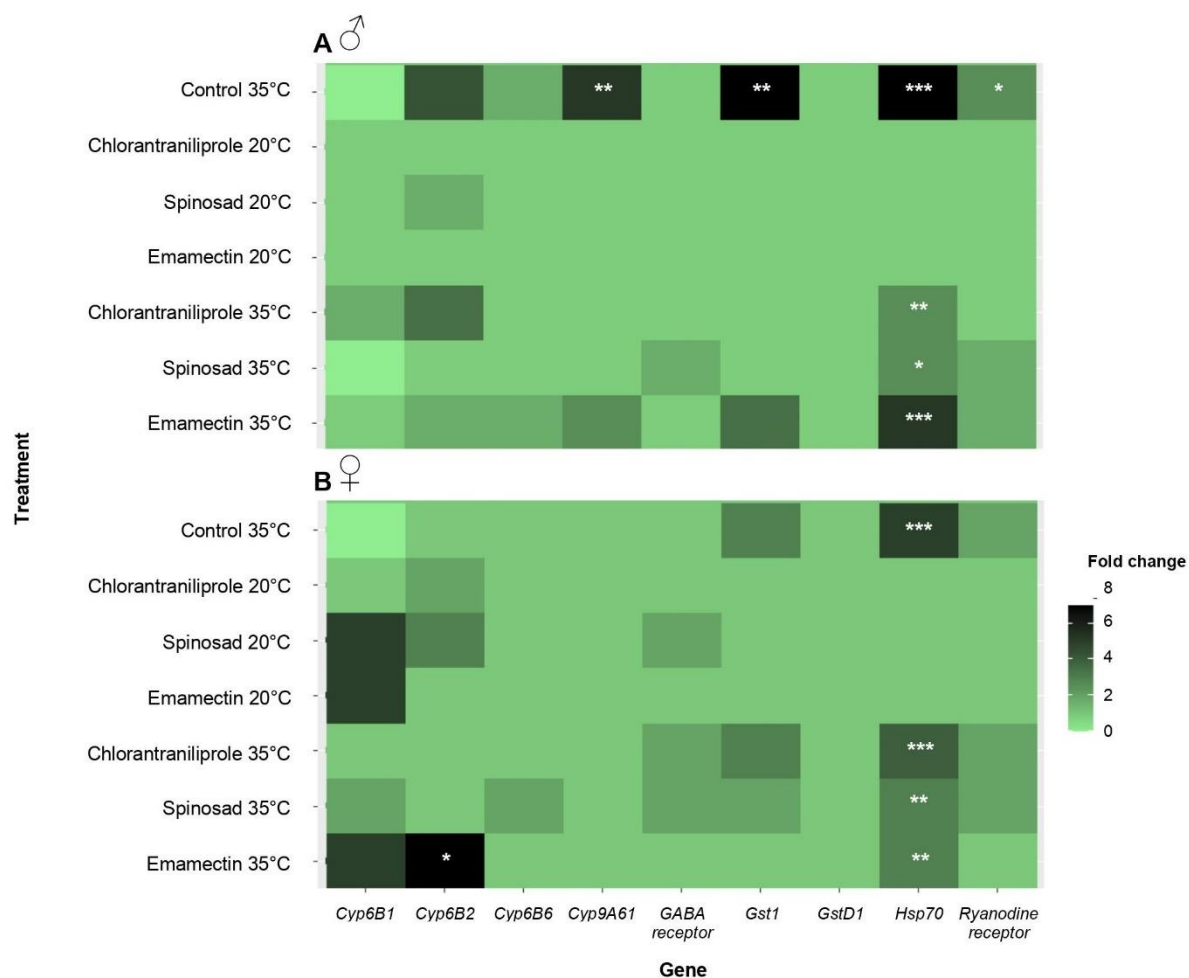 A ♂
Control 35°C ** ** *** *
Chlorantraniliprole 20°C
Spinosad 20°C
Emamectin 20°C
Chlorantraniliprole 35°C **
Spinosad 35°C *
Emamectin 35°C ***
Treatment
B ♀
Control 35°C ***
Chlorantraniliprole 20°C
Spinosad 20°C
Emamectin 20°C
Chlorantraniliprole 35°C ***
Spinosad 35°C **
Emamectin 35°C * **
Fold change
8
6
4
2
0
Cyp6B1 Cyp6B2 Cyp6B6 Cyp9A61 GABA receptor Gst1 GstD1 Hsp70 Ryanodine receptor
Gene